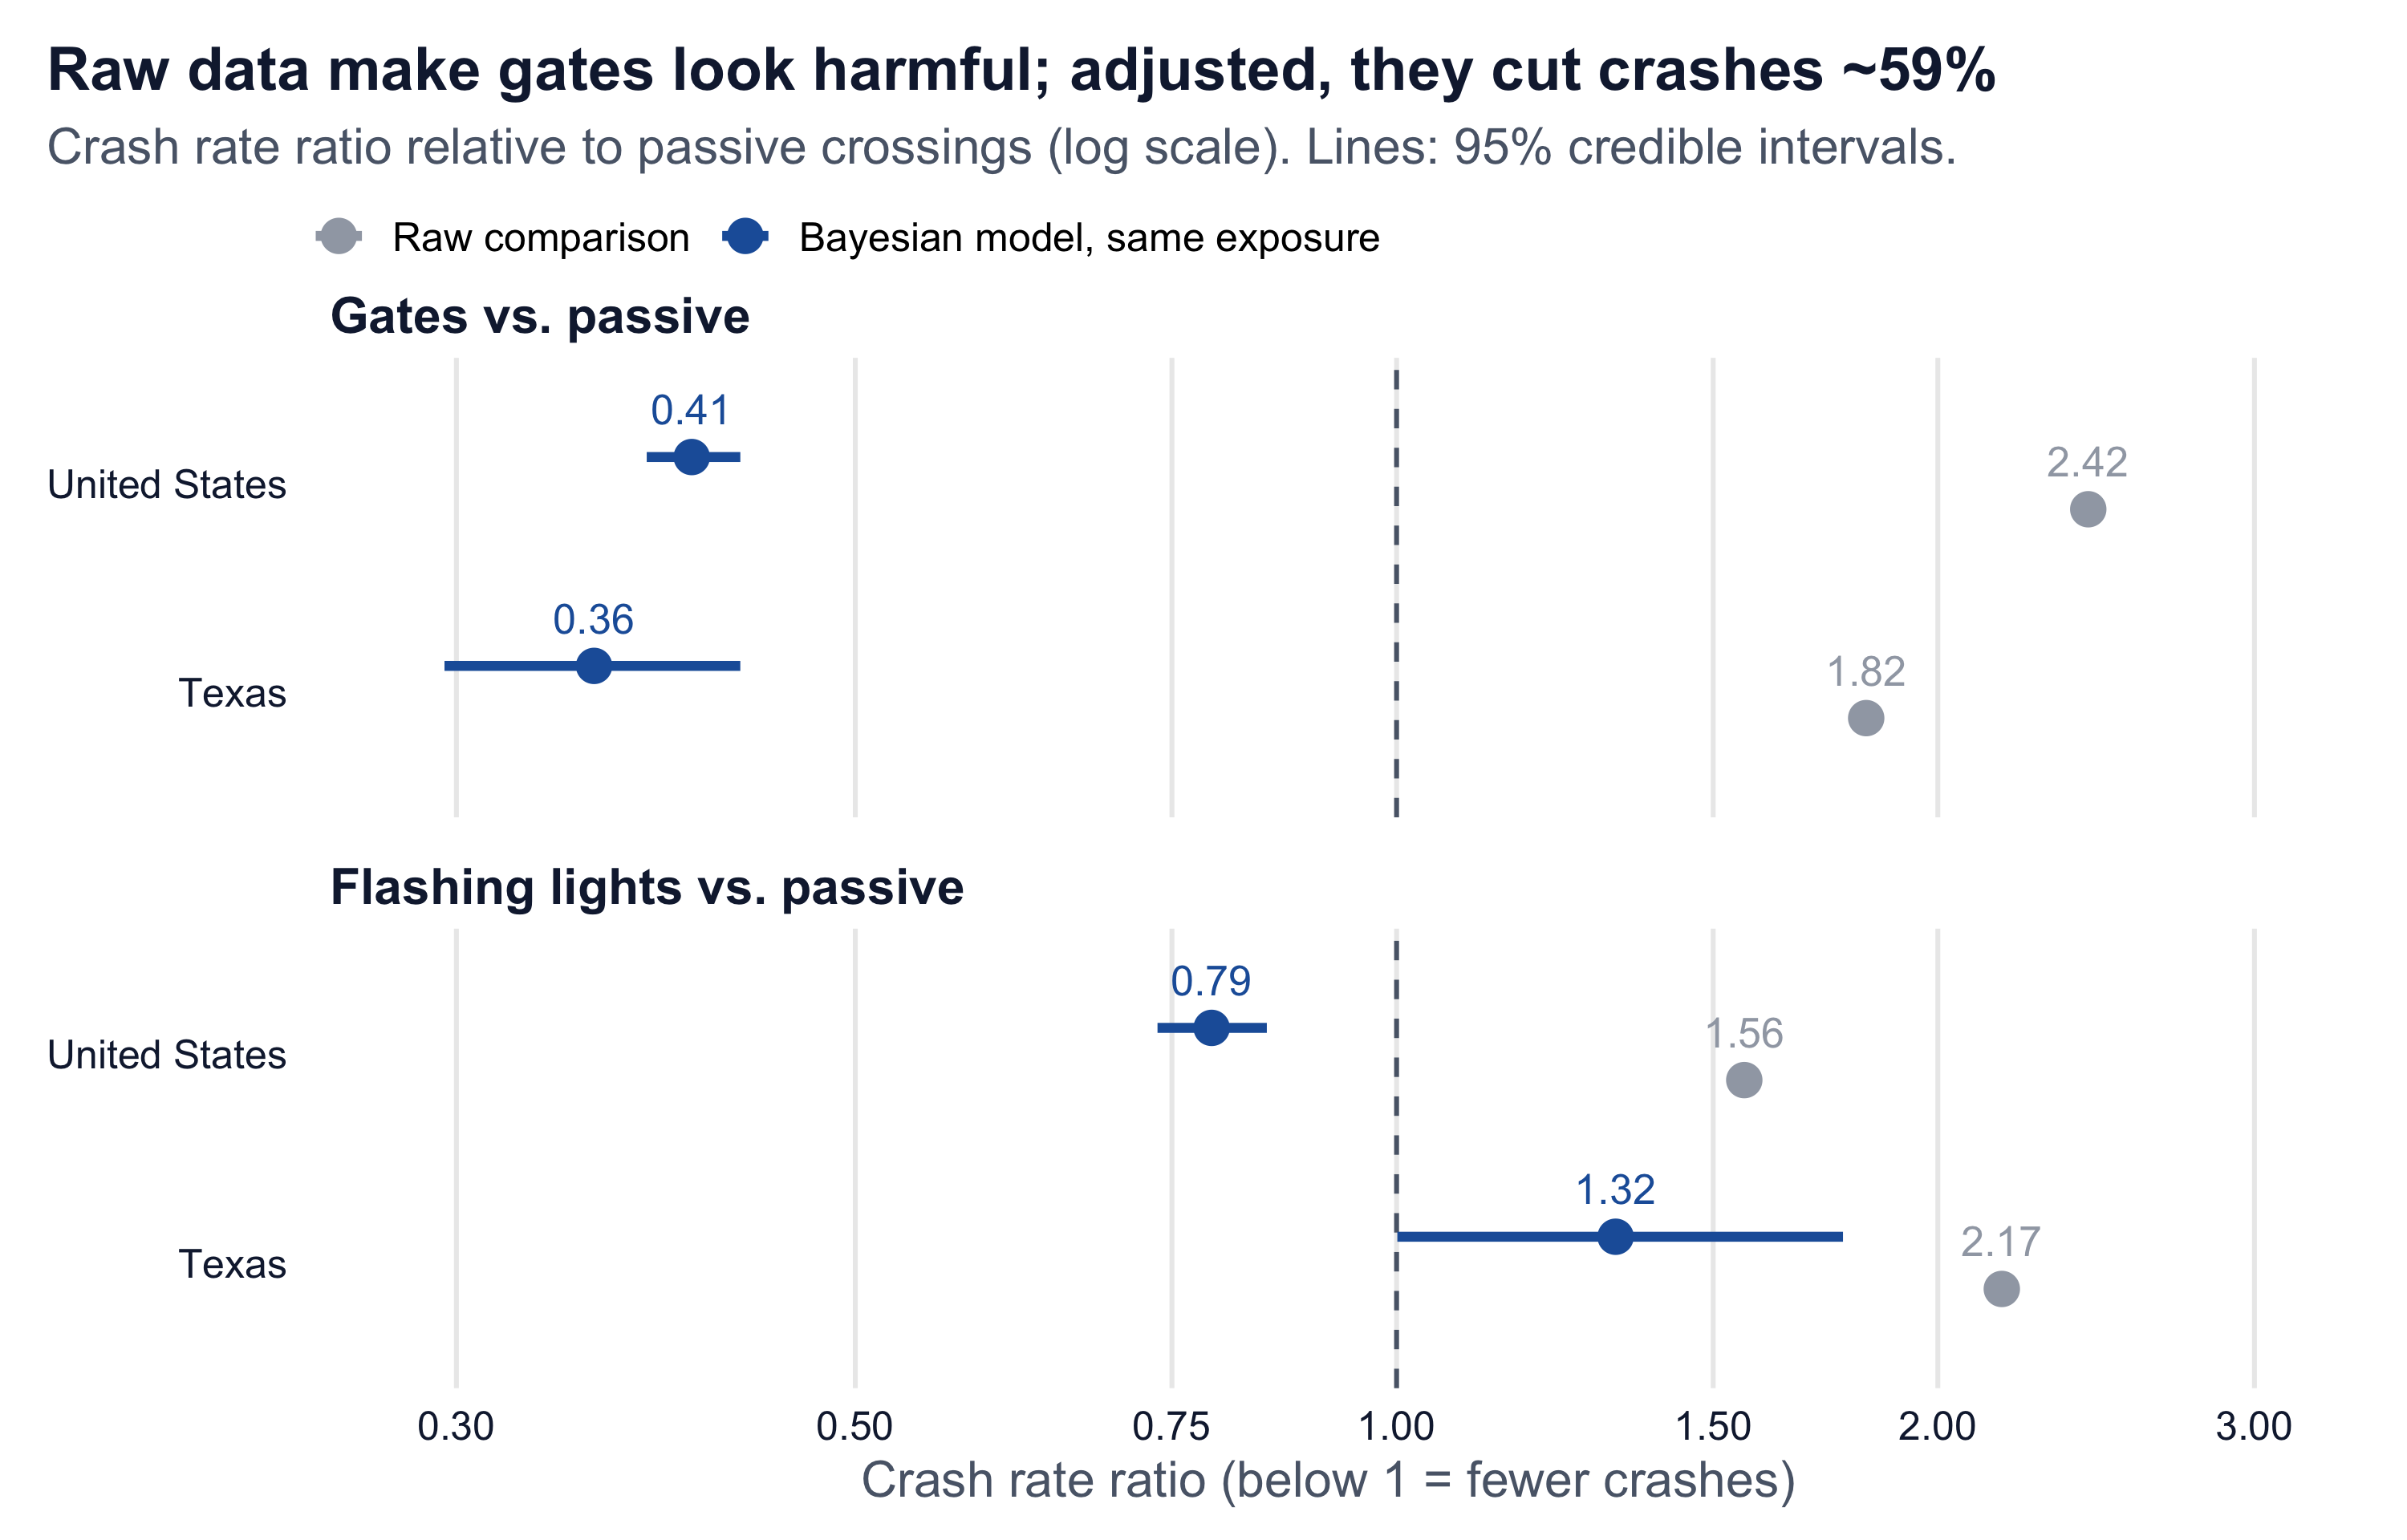 Raw data make gates look harmful; adjusted, they cut crashes ~59%
Crash rate ratio relative to passive crossings (log scale). Lines: 95% credible intervals.
Raw comparison
Bayesian model, same exposure
Gates vs. passive
0.41
2.42
United States
0.36
1.82
Texas
Flashing lights vs. passive
0.79
1.56
United States
1.32
2.17
Texas
0.30 0.50 0.75 1.00 1.50 2.00 3.00
Crash rate ratio (below 1 = fewer crashes)